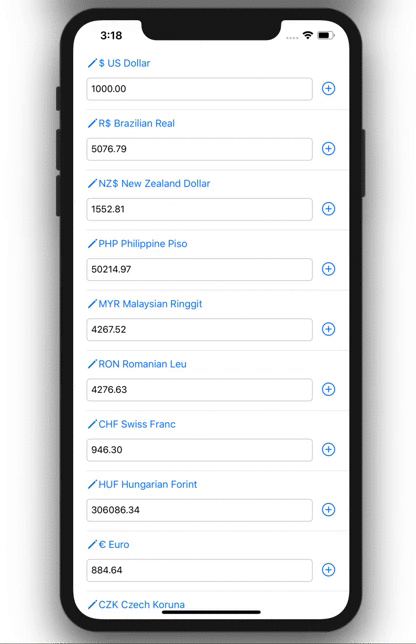 3:18
$ US Dollar
1000.00
R$ Brazilian Real
5076.79
NZ$ New Zealand Dollar
1552.81
PHP Philippine Piso
50214.97
MYR Malaysian Ringgit
4267.52
RON Romanian Leu
4276.63
CHF Swiss Franc
946.30
HUF Hungarian Forint
306086.34
€ Euro
884.64
CZK Czech Koruna